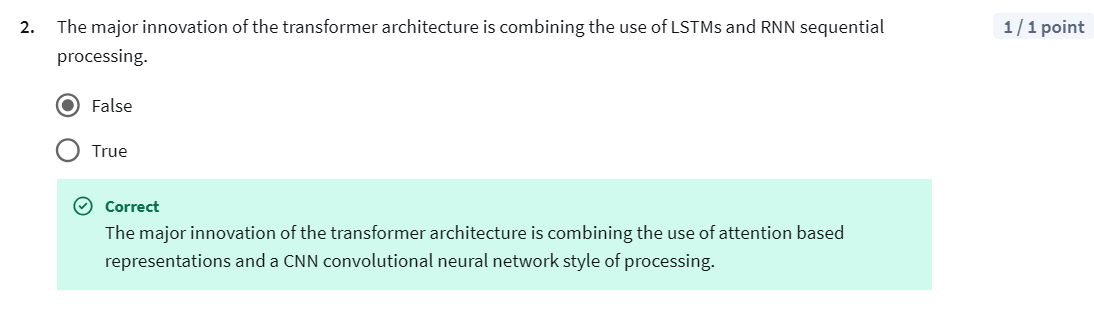 2. The major innovation of the transformer architecture is combining the use of LSTMs and RNN sequential
processing.
1 / 1 point
False
True
Correct
The major innovation of the transformer architecture is combining the use of attention based
representations and a CNN convolutional neural network style of processing.